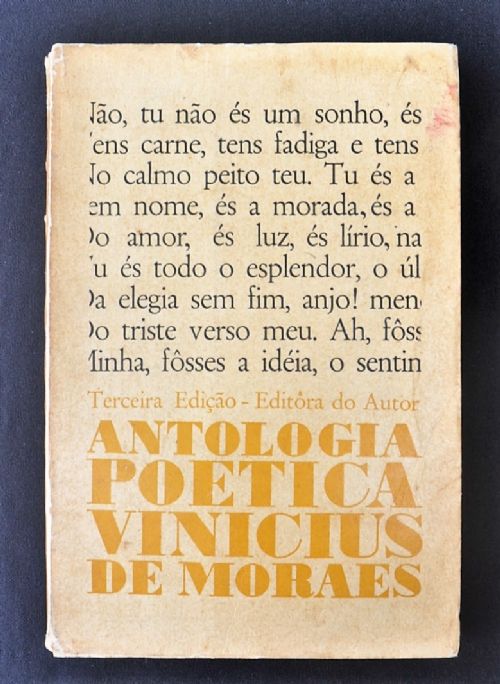 Não, tu não és um sonho, és
Tens carne, tens fadiga e tens
No calmo peito teu. Tu és a
em nome, és a morada, és a
Do amor, és luz, és lírio, na
Tu és todo o esplendor, o úl
Da elegia sem fim, anjo! men
Do triste verso meu. Ah, fôss
Minha, fôsses a idéia, o sentin
Terceira Edição - Editôra do Autor
ANTOLOGIA
POETICA
VINICIUS
DE MORAES